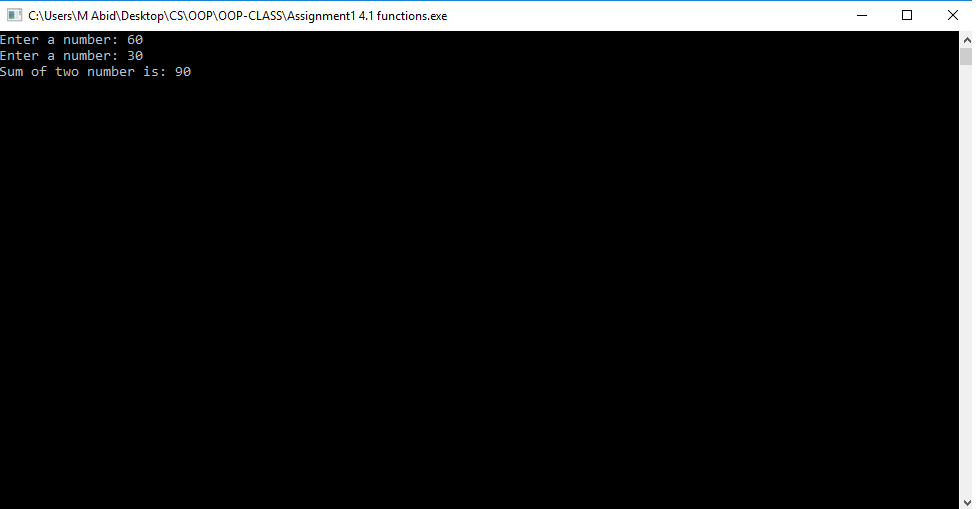 C:\Users\M Abid\Desktop\CS\OOP\OOP-CLASS\Assignment1 4.1 functions.exe
Enter a number: 60
Enter a number: 30
Sum of two number is: 90